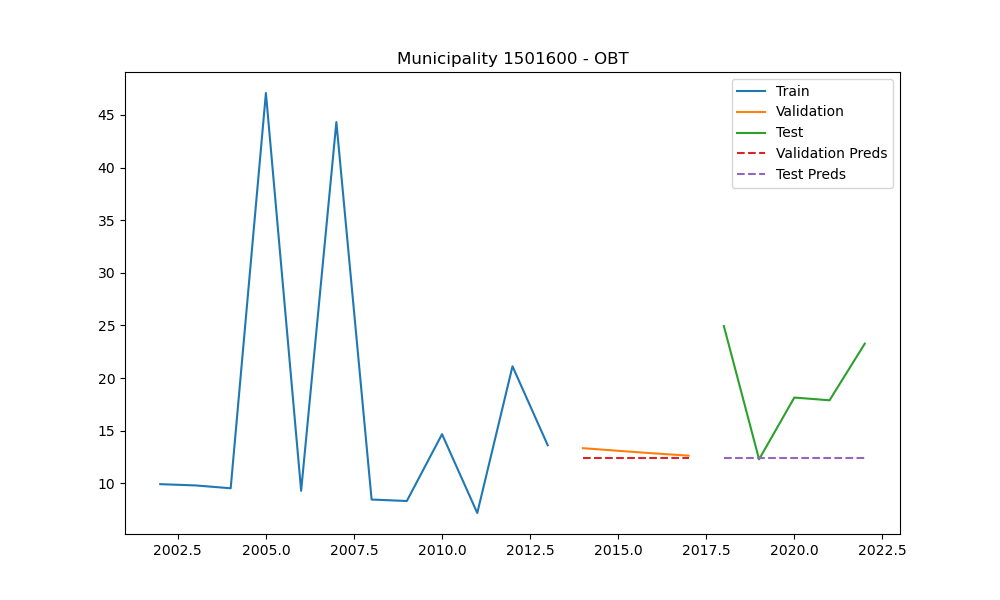 Municipality 1501600 - OBT
Train
Validation
Test
Validation Preds
Test Preds
45
40
35
30
25
20
15
10
2002.5 2005.0 2007.5 2010.0 2012.5 2015.0 2017.5 2020.0 2022.5